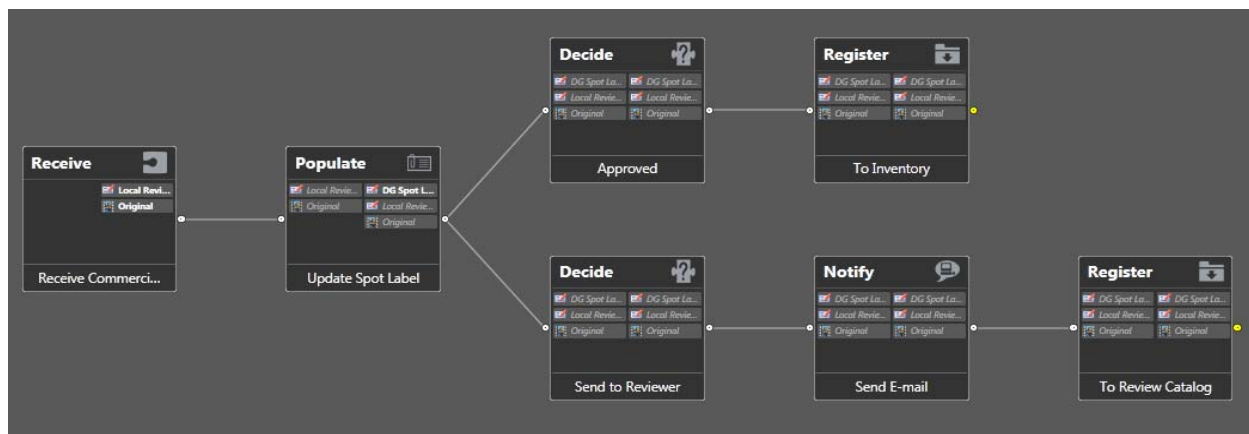 Receive
Local Revi...
Original
Receive Commerci...
Populate
Local Revie... DG Spot L...
Original Local Revie...
Original
Update Spot Label
Decide
DG Spot La... DG Spot La...
Local Revie... Local Revie...
Original Original
Approved
Register
DG Spot La... DG Spot La...
Local Revie... Local Revie...
Original Original
To Inventory
Decide
DG Spot La... DG Spot La...
Local Revie... Local Revie...
Original Original
Send to Reviewer
Notify
DG Spot La... DG Spot La...
Local Revie... Local Revie...
Original Original
Send E-mail
Register
DG Spot La... DG Spot La...
Local Revie... Local Revie...
Original Original
To Review Catalog